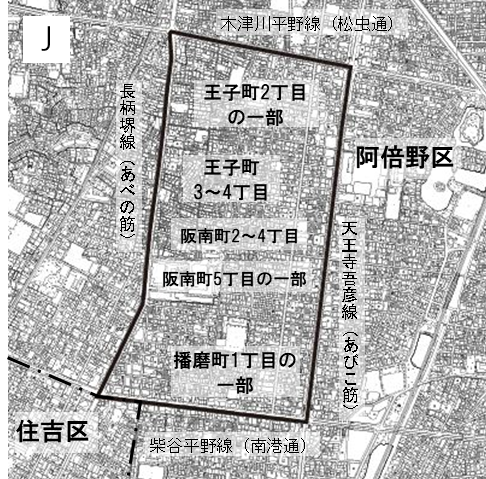 J
木津川平野線（松虫通）
長柄堺線（あべの筋）
王子町2丁目
の一部
王子町
3～4丁目
阿倍野区
阪南町2～4丁目
阪南町5丁目の一部
天王寺吾彦線（あびこ筋）
播磨町1丁目の
一部
住吉区
柴谷平野線（南港通）